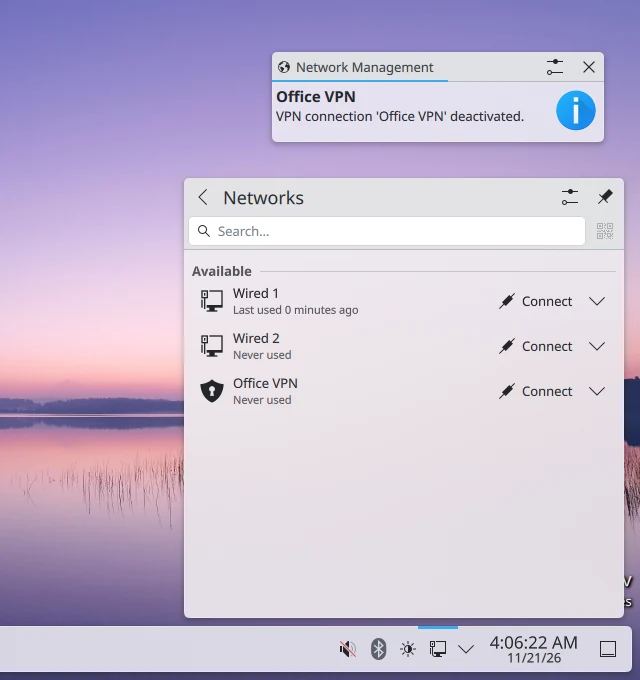 Network Management
Office VPN
VPN connection 'Office VPN' deactivated.
Networks
Search...
Available
Wired 1
Last used 0 minutes ago
Connect
Wired 2
Never used
Connect
Office VPN
Never used
Connect
4:06:22 AM
11/21/26